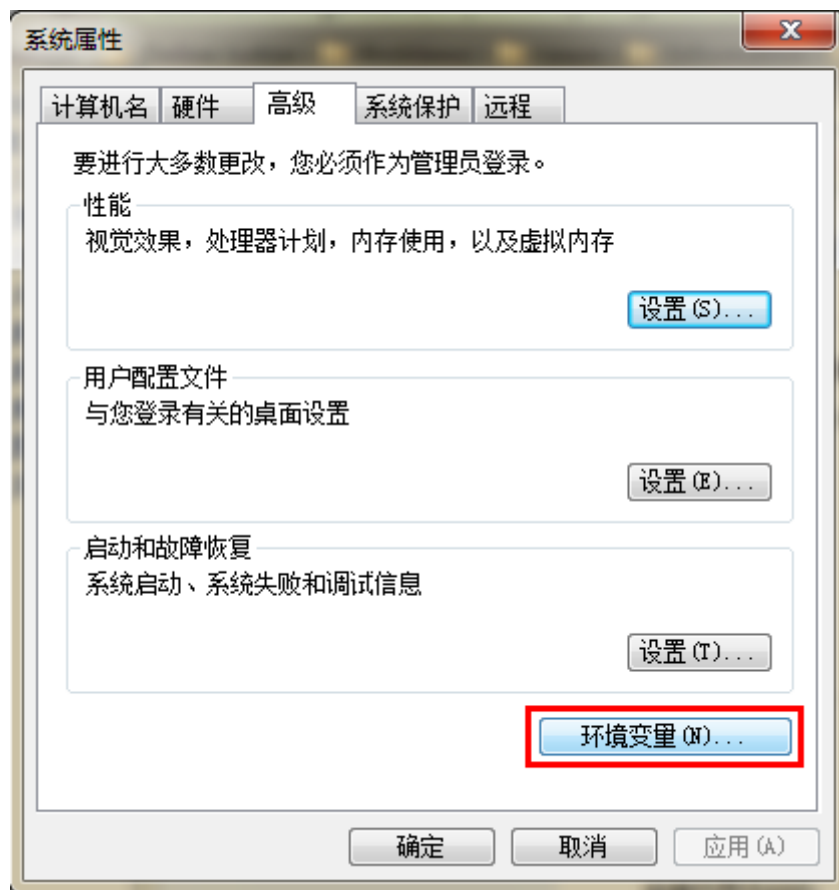 系统属性
计算机名 硬件 高级 系统保护 远程
要进行大多数更改，您必须作为管理员登录。
性能
视觉效果，处理器计划，内存使用，以及虚拟内存
设置(S)...
用户配置文件
与您登录有关的桌面设置
设置(E)...
启动和故障恢复
系统启动、系统失败和调试信息
设置(T)...
环境变量(N)...
确定 取消 应用(A)